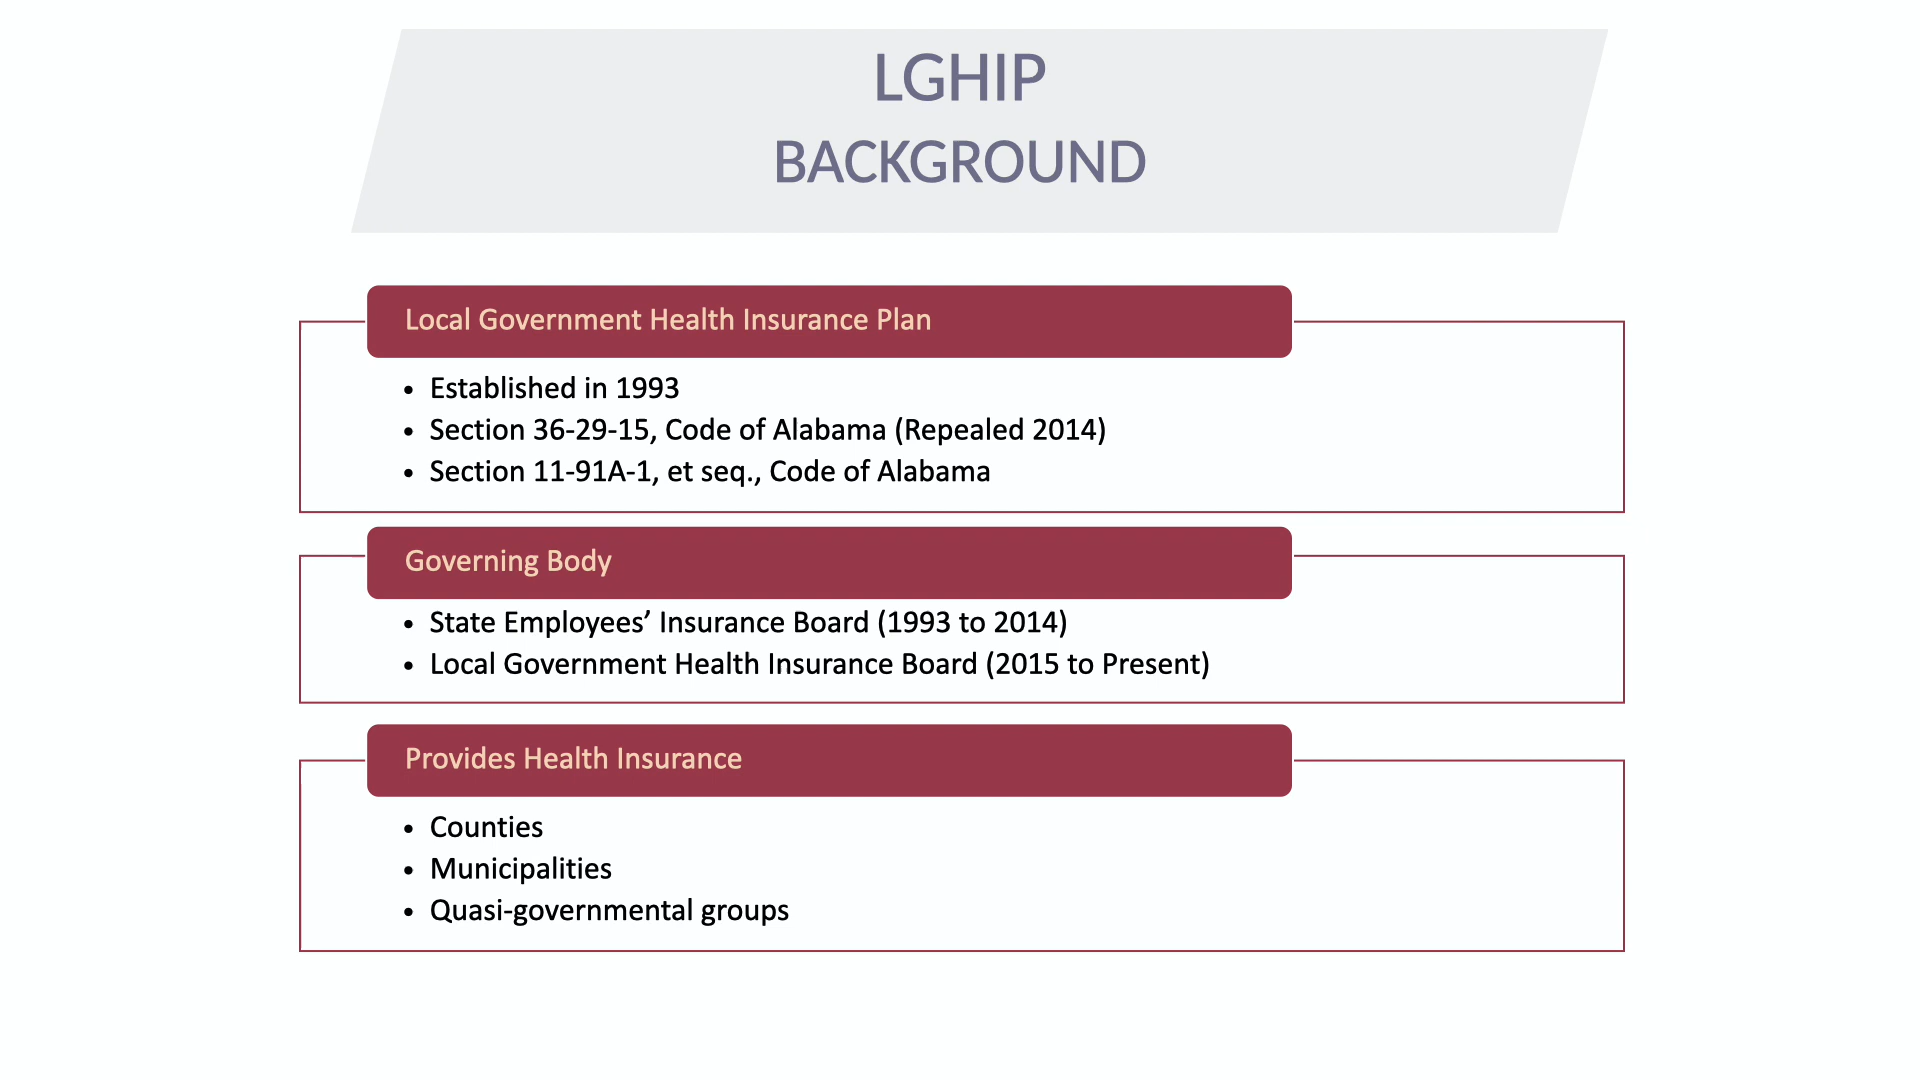 LGHIP
BACKGROUND
Local Government Health Insurance Plan
• Established in 1993
• Section 36-29-15, Code of Alabama (Repealed 2014)
• Section 11-91A-1, et seq., Code of Alabama
Governing Body
• State Employees’ Insurance Board (1993 to 2014)
• Local Government Health Insurance Board (2015 to Present)
Provides Health Insurance
• Counties
• Municipalities
• Quasi-governmental groups